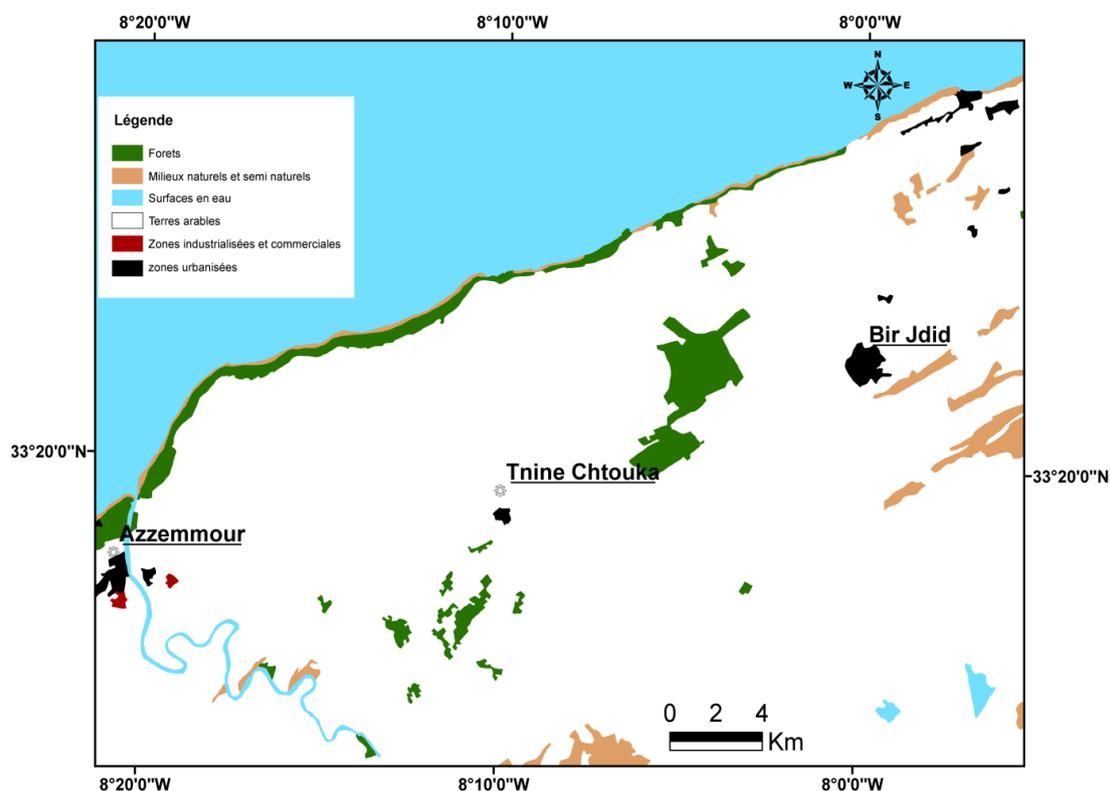 8°20'0"W 8°10'0"W 8°0'0"W
N
W E
S
Légende
Forets
Milieux naturels et semi naturels
Surfaces en eau
Terres arables
Zones industrialisées et commerciales
zones urbanisées
Bir Jdid
33°20'0"N
33°20'0"N
Tnine Chtouka
Azzemmour
0 2 4
Km
8°20'0"W 8°10'0"W 8°0'0"W